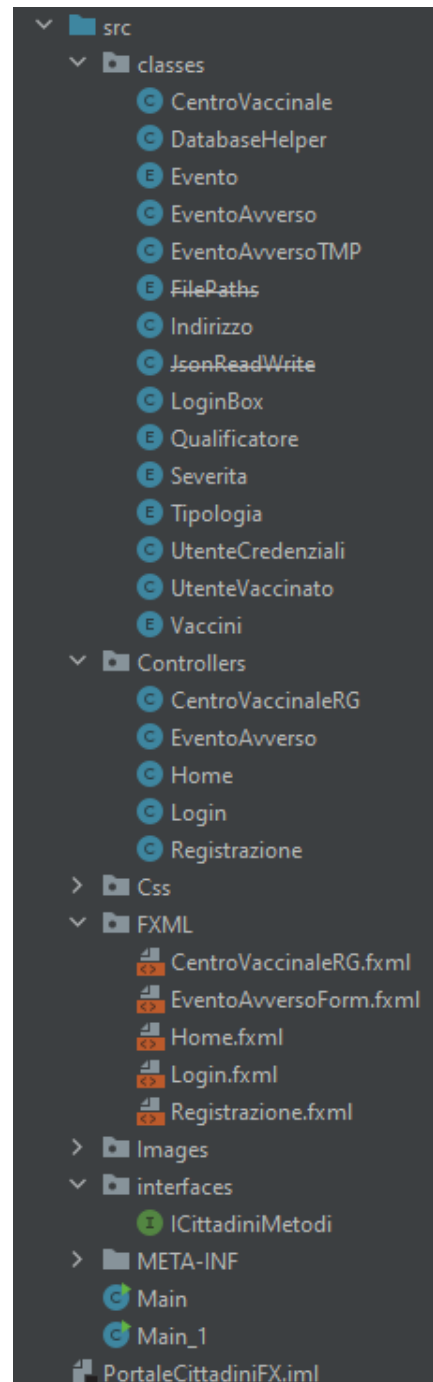 src
classes
CentroVaccinale
DatabaseHelper
Evento
EventoAvverso
EventoAvversoTMP
FilePaths
Indirizzo
JsonReadWrite
LoginBox
Qualificatore
Severita
Tipologia
UtenteCredenziali
UtenteVaccinato
Vaccini
Controllers
CentroVaccinaleRG
EventoAvverso
Home
Login
Registrazione
Css
FXML
CentroVaccinaleRG.fxml
EventoAvversoForm.fxml
Home.fxml
Login.fxml
Registrazione.fxml
Images
interfaces
ICittadiniMetodi
META-INF
Main
Main_1
PortaleCittadiniFX.iml